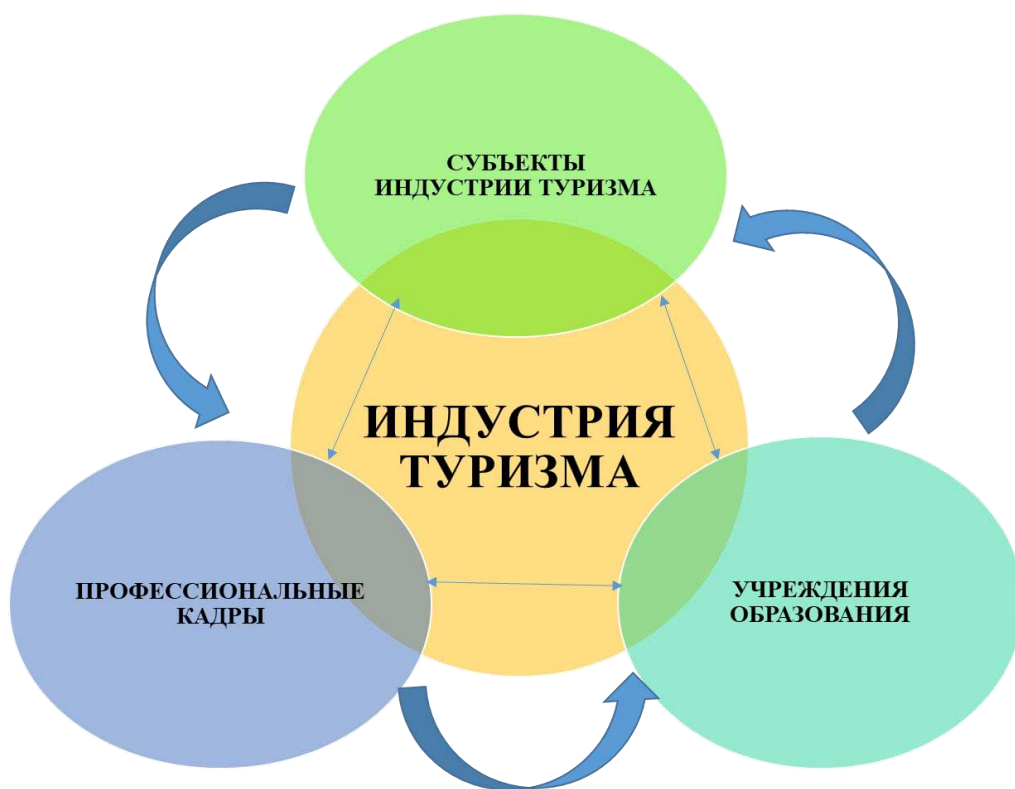 СУБЪЕКТЫ
ИНДУСТРИИ ТУРИЗМА
ИНДУСТРИЯ
ТУРИЗМА
ПРОФЕССИОНАЛЬНЫЕ
КАДРЫ
УЧРЕЖДЕНИЯ
ОБРАЗОВАНИЯ